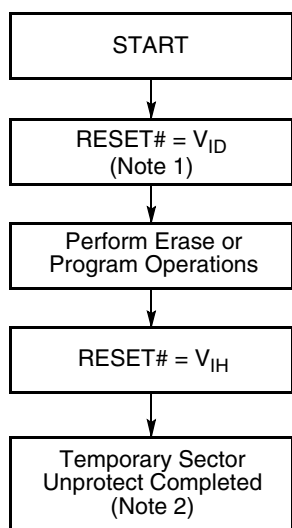 START
RESET# = VID
(Note 1)
Perform Erase or
Program Operations
RESET# = VIH
Temporary Sector
Unprotect Completed
(Note 2)